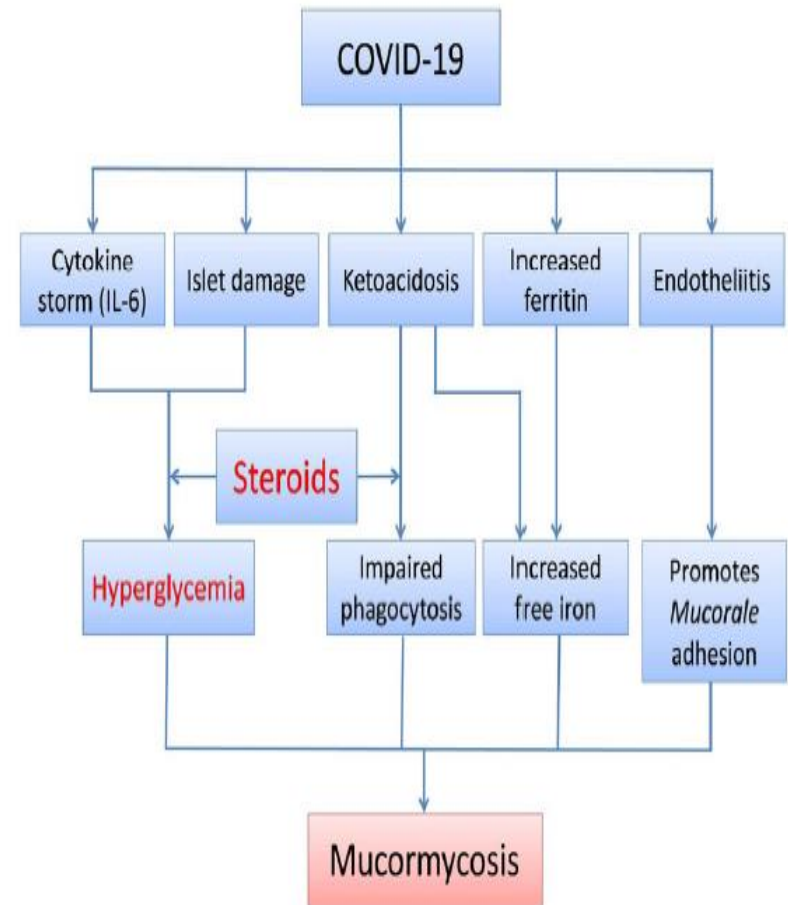 COVID-19
Cytokine
storm (IL-6)
Islet damage
Ketoacidosis
Increased
ferritin
Endotheliitis
Steroids
Hyperglycemia
Impaired
phagocytosis
Increased
free iron
Promotes
Mucorale
adhesion
Mucormycosis